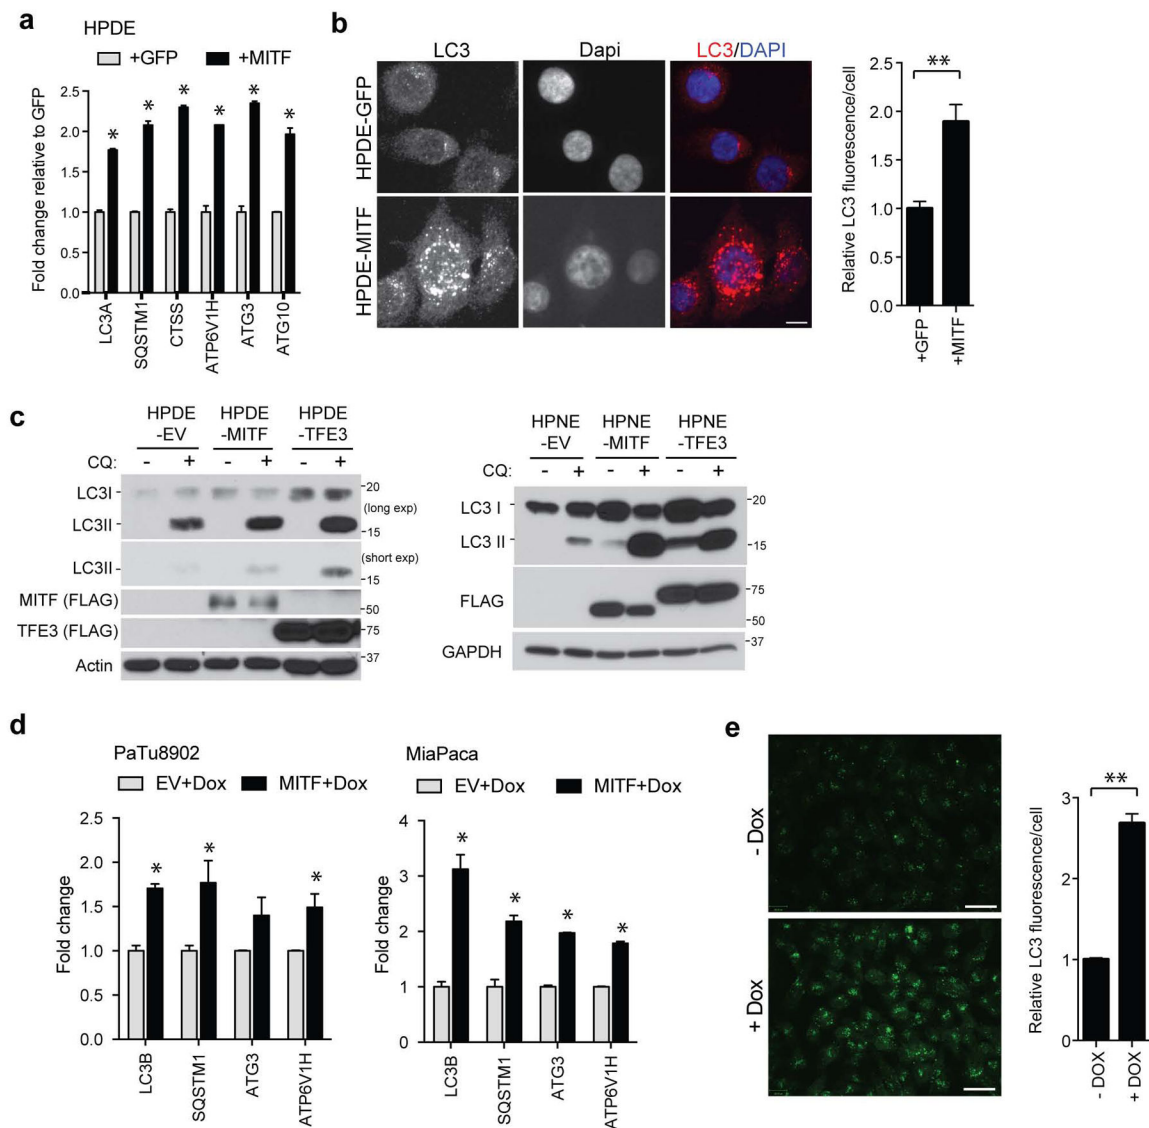 a
HPDE
+GFP +MITF
Fold change relative to GFP
2.5
2.0
1.5
1.0
0.5
0.0
* * * * * *
LC3A SQSTM1 CTSS ATP6V1H ATG3 ATG10
b
LC3 Dapi LC3/DAPI
HPDE-GFP
HPDE-MITF
Relative LC3 fluorescence/cell
**
2.5
2.0
1.5
1.0
0.5
0.0
+GFP +MITF
c
HPDE HPDE HPDE
-EV -MITF -TFE3
CQ: - + - + - +
LC3I 20
(long exp)
LC3II 15
(short exp)
LC3II 15
MITF (FLAG) 50
TFE3 (FLAG) 75
Actin 37
HPNE HPNE HPNE
-EV -MITF -TFE3
CQ: - + - + - +
LC3 I 20
LC3 II 15
FLAG 75
50
GAPDH 37
d
PaTu8902
EV+Dox MITF+Dox
Fold change
2.5
2.0
1.5
1.0
0.5
0.0
* * *
LC3B SQSTM1 ATG3 ATP6V1H
MiaPaca
EV+Dox MITF+Dox
Fold change
4
3
2
1
0
* * * *
LC3B SQSTM1 ATG3 ATP6V1H
e
- Dox
+ Dox
Relative LC3 fluorescence/cell
**
3
2
1
0
- DOX + DOX